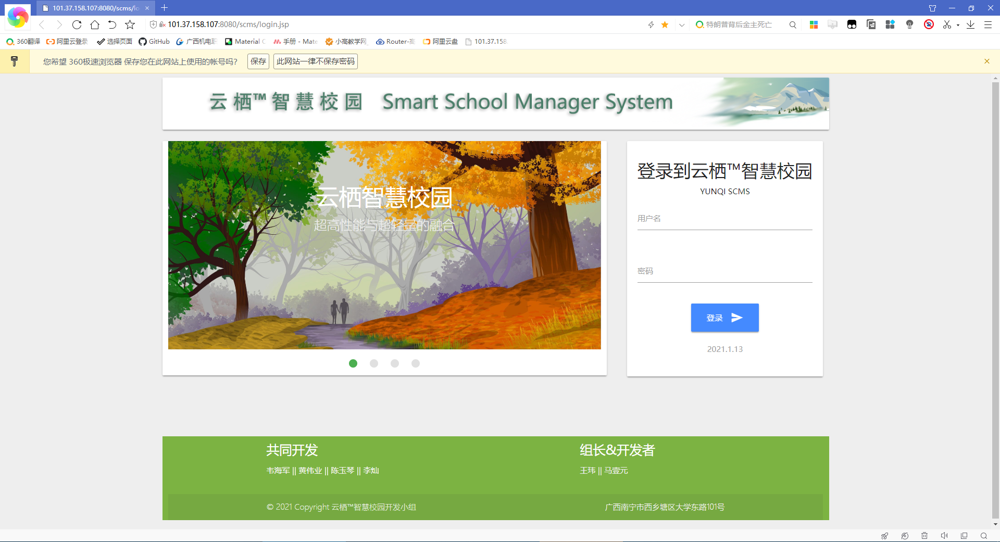 101.37.158.107:8080/scms/lo
101.37.158.107:8080/scms/login.jsp
特朗普背后金主死亡
360翻译
阿里云登录
选择页面
GitHub
广西机电职
Material C
手册 - Mate
小高教学网_
Router-高
阿里云盘
101.37.158.
您希望 360极速浏览器 保存您在此网站上使用的帐号吗?
保存
此网站一律不保存密码
云 栖™ 智 慧 校 园 Smart School Manager System
云栖智慧校园
超高性能与超轻量的融合
登录到云栖™智慧校园
YUNQI SCMS
用户名
密码
登录
2021.1.13
共同开发
韦海军 || 黄伟业 || 陈玉琴 || 李灿
组长&开发者
王玮 || 马壹元
© 2021 Copyright 云栖™智慧校园开发小组
广西南宁市西乡塘区大学东路101号